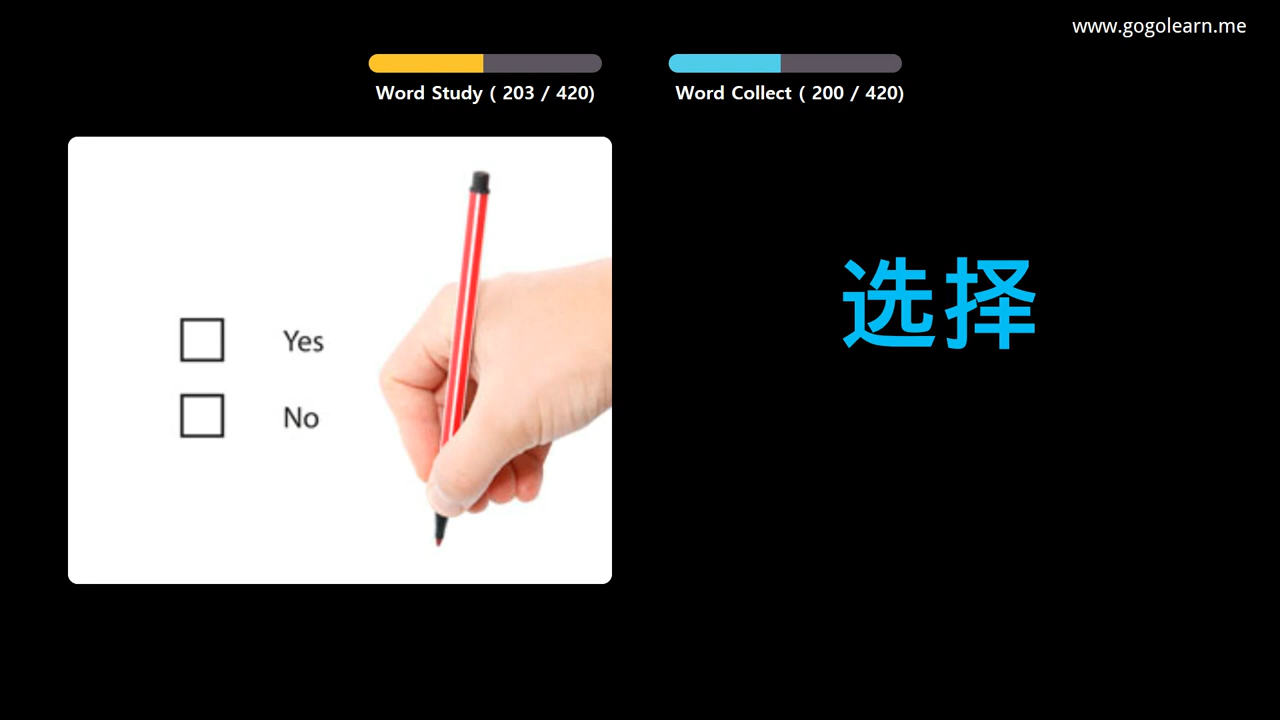 www.gogolearn.me
Word Study ( 203 / 420)
Word Collect ( 200 / 420)
Yes
No
选择